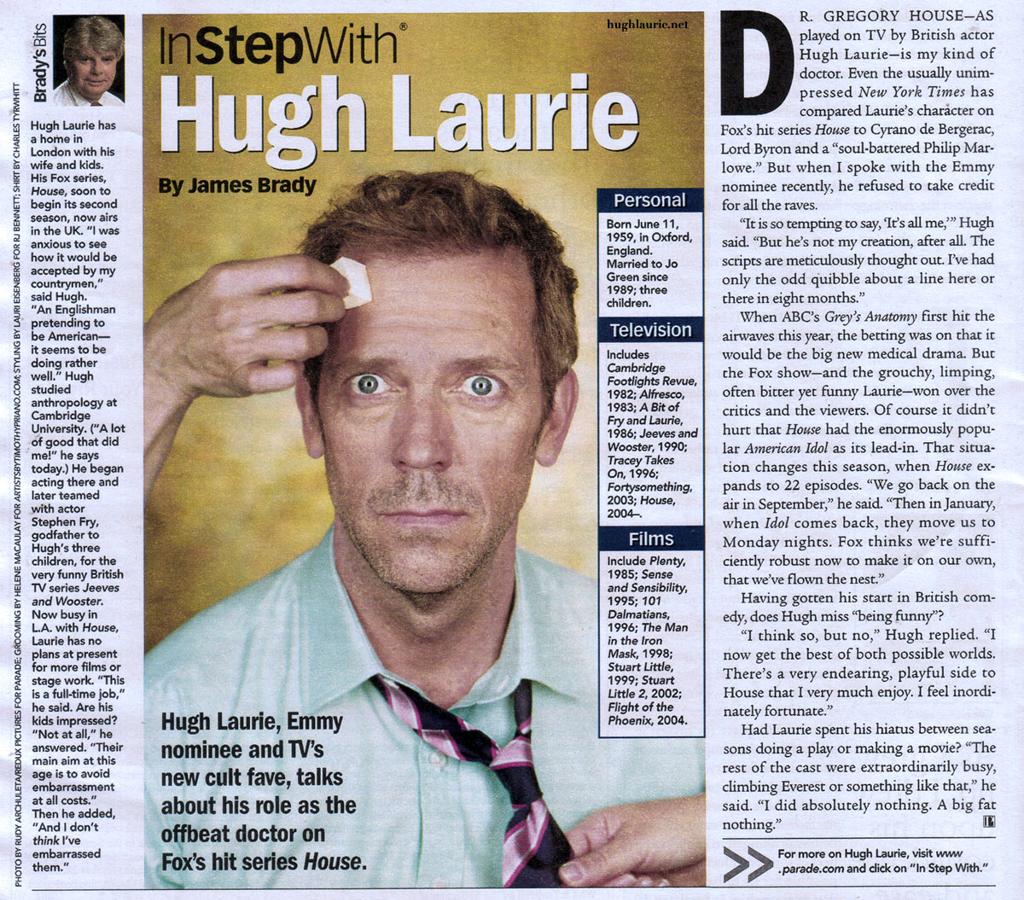 Brady's Bits
PHOTO BY RUDY ARCHULETA/REDUX PICTURES FOR PARADE; GROOMING BY HELENE MACAULAY FOR ARTISTSBYTIMOTHYPRIANO.COM; STYLING BY LAURI EISENBERG FOR RJ BENNETT; SHIRT BY CHARLES TYRWHITT
Hugh Laurie has
a home in
London with his
wife and kids.
His Fox series,
House, soon to
begin its second
season, now airs
in the UK. "I was
anxious to see
how it would be
accepted by my
countrymen,"
said Hugh.
"An Englishman
pretending to
be American—
it seems to be
doing rather
well." Hugh
studied
anthropology at
Cambridge
University. ("A lot
of good that did
me!" he says
today.) He began
acting there and
later teamed
with actor
Stephen Fry,
godfather to
Hugh's three
children, for the
very funny British
TV series Jeeves
and Wooster.
Now busy in
L.A. with House,
Laurie has no
plans at present
for more films or
stage work. "This
is a full-time job,"
he said. Are his
kids impressed?
"Not at all," he
answered. "Their
main aim at this
age is to avoid
embarrassment
at all costs."
Then he added,
"And I don't
think I've
embarrassed
them."
InStepWith®
hughlaurie.net
Hugh Laurie
By James Brady
Personal
Born June 11,
1959, in Oxford,
England.
Married to Jo
Green since
1989; three
children.
Television
Includes
Cambridge
Footlights Revue,
1982; Alfresco,
1983; A Bit of
Fry and Laurie,
1986; Jeeves and
Wooster, 1990;
Tracey Takes
On, 1996;
Fortysomething,
2003; House,
2004–.
Films
Include Plenty,
1985; Sense
and Sensibility,
1995; 101
Dalmatians,
1996; The Man
in the Iron
Mask, 1998;
Stuart Little,
1999; Stuart
Little 2, 2002;
Flight of the
Phoenix, 2004.
Hugh Laurie, Emmy
nominee and TV's
new cult fave, talks
about his role as the
offbeat doctor on
Fox's hit series House.
DR. GREGORY HOUSE—AS
played on TV by British actor
Hugh Laurie—is my kind of
doctor. Even the usually unim-
pressed New York Times has
compared Laurie's character on
Fox's hit series House to Cyrano de Bergerac,
Lord Byron and a "soul-battered Philip Mar-
lowe." But when I spoke with the Emmy
nominee recently, he refused to take credit
for all the raves.
"It is so tempting to say, 'It's all me,'" Hugh
said. "But he's not my creation, after all. The
scripts are meticulously thought out. I've had
only the odd quibble about a line here or
there in eight months."
When ABC's Grey's Anatomy first hit the
airwaves this year, the betting was on that it
would be the big new medical drama. But
the Fox show—and the grouchy, limping,
often bitter yet funny Laurie—won over the
critics and the viewers. Of course it didn't
hurt that House had the enormously popu-
lar American Idol as its lead-in. That situa-
tion changes this season, when House ex-
pands to 22 episodes. "We go back on the
air in September," he said. "Then in January,
when Idol comes back, they move us to
Monday nights. Fox thinks we're suffi-
ciently robust now to make it on our own,
that we've flown the nest."
Having gotten his start in British com-
edy, does Hugh miss "being funny"?
"I think so, but no," Hugh replied. "I
now get the best of both possible worlds.
There's a very endearing, playful side to
House that I very much enjoy. I feel inordi-
nately fortunate."
Had Laurie spent his hiatus between sea-
sons doing a play or making a movie? "The
rest of the cast were extraordinarily busy,
climbing Everest or something like that," he
said. "I did absolutely nothing. A big fat
nothing."
For more on Hugh Laurie, visit www
.parade.com and click on "In Step With."